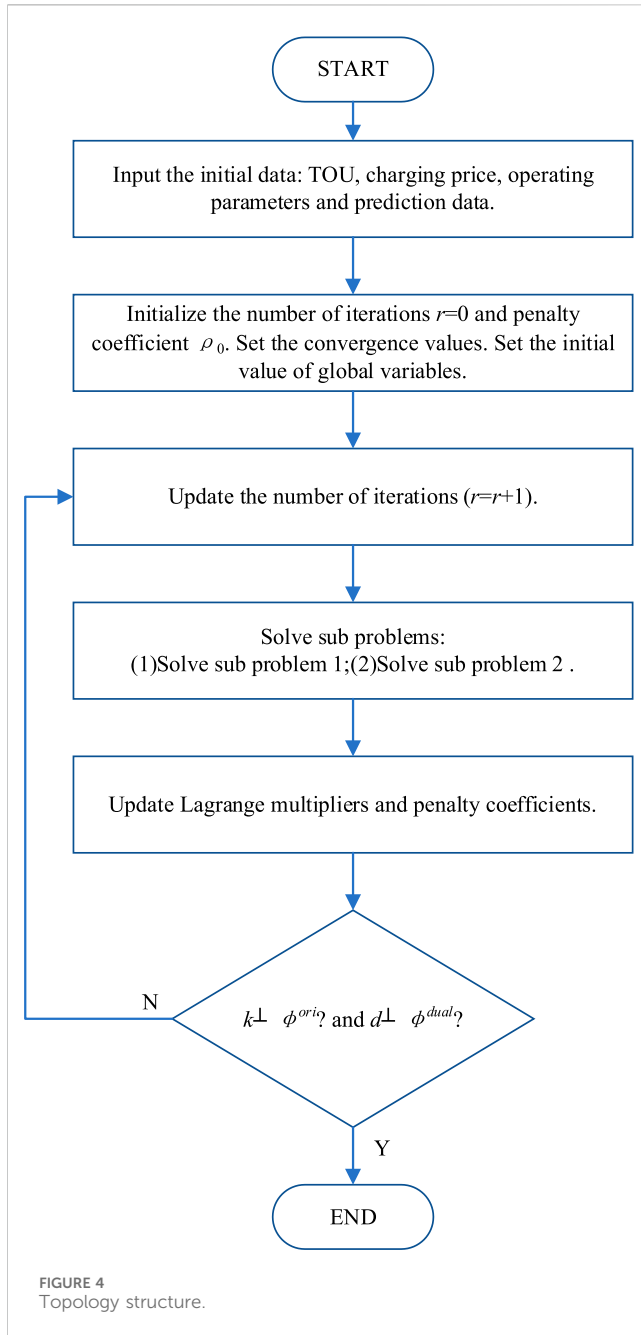 START
Input the initial data: TOU, charging price, operating
parameters and prediction data.
Initialize the number of iterations r=0 and penalty
coefficient ρ₀. Set the convergence values. Set the initial
value of global variables.
Update the number of iterations (r=r+1).
Solve sub problems:
(1)Solve sub problem 1;(2)Solve sub problem 2 .
Update Lagrange multipliers and penalty coefficients.
N
k⊥ ϕ^ori? and d⊥ ϕ^dual?
Y
END
FIGURE 4
Topology structure.